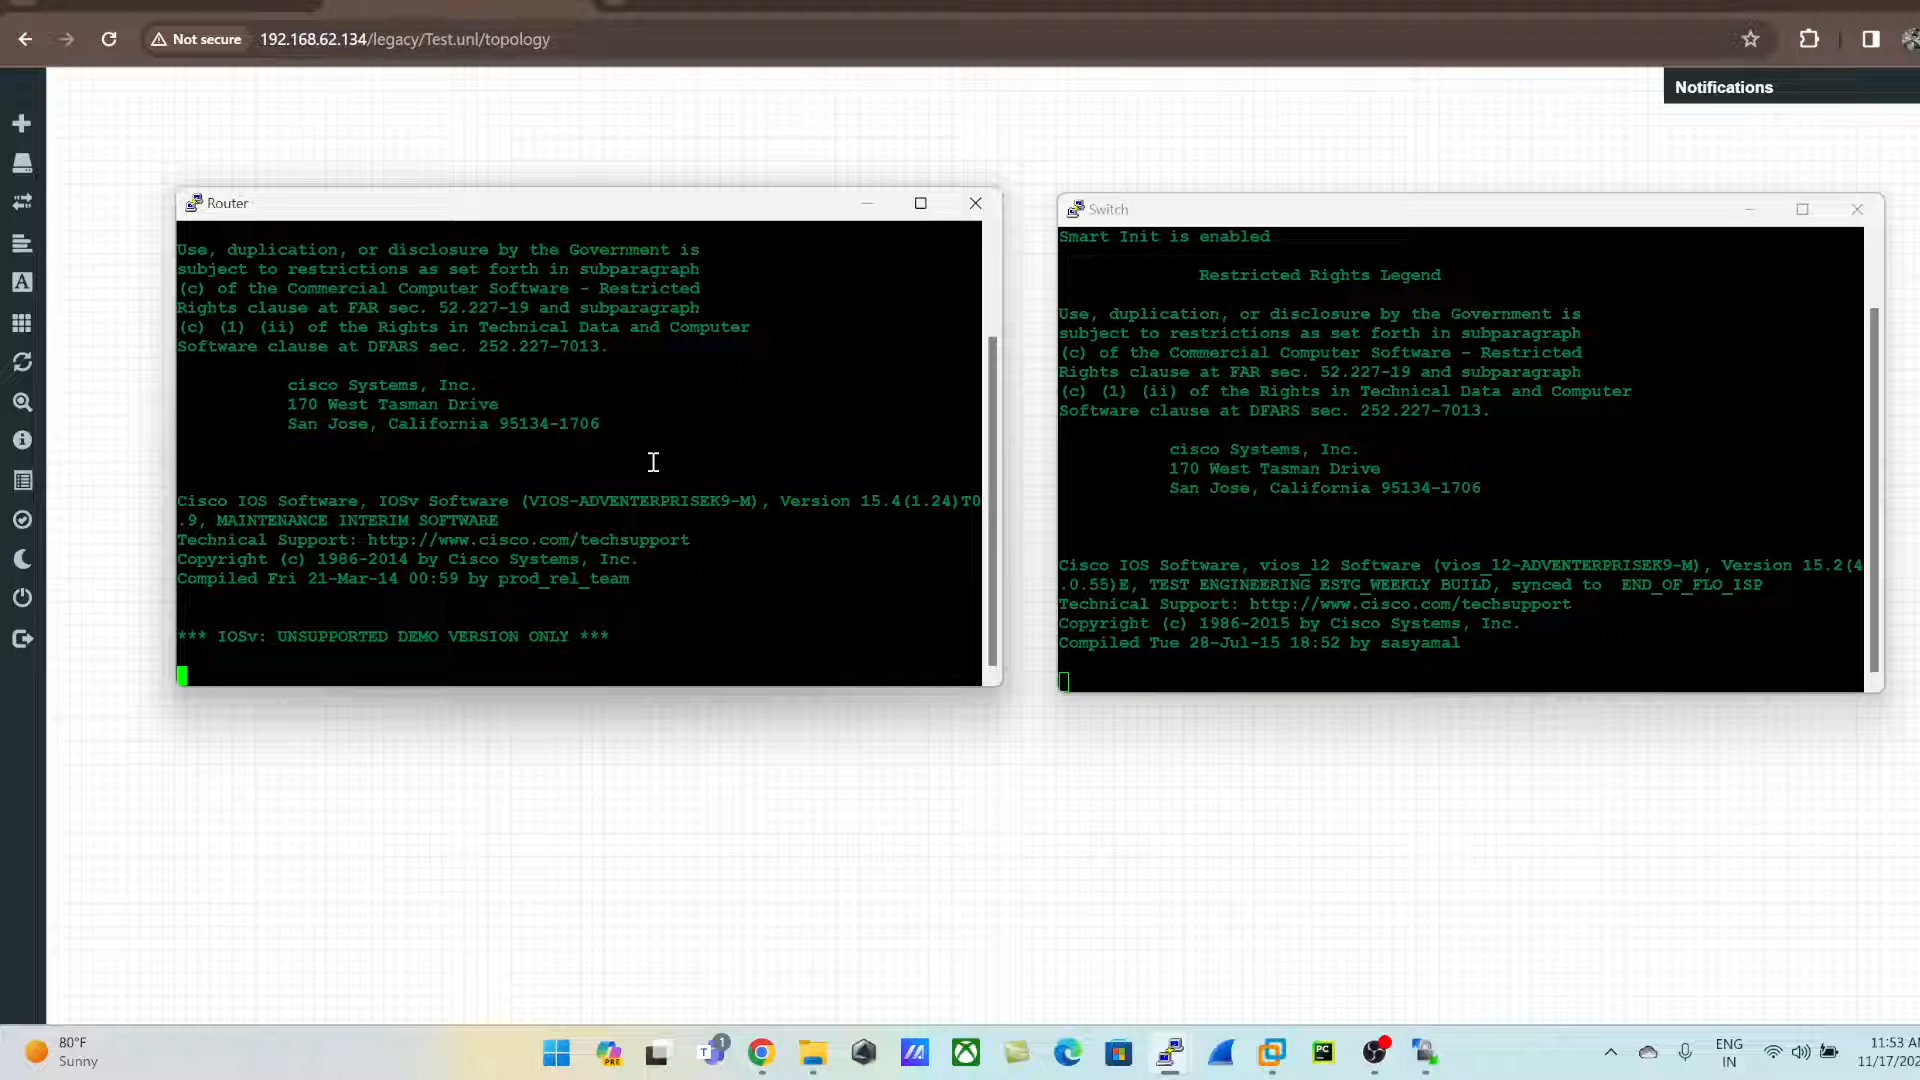 Not secure
192.168.62.134/legacy/Test.unl/topology
Notifications
Router
Use, duplication, or disclosure by the Government is
subject to restrictions as set forth in subparagraph
(c) of the Commercial Computer Software - Restricted
Rights clause at FAR sec. 52.227-19 and subparagraph
(c) (1) (ii) of the Rights in Technical Data and Computer
Software clause at DFARS sec. 252.227-7013.
cisco Systems, Inc.
170 West Tasman Drive
San Jose, California 95134-1706
Cisco IOS Software, IOSv Software (VIOS-ADVENTERPRISEK9-M), Version 15.4(1.24)T0
.9, MAINTENANCE INTERIM SOFTWARE
Technical Support: http://www.cisco.com/techsupport
Copyright (c) 1986-2014 by Cisco Systems, Inc.
Compiled Fri 21-Mar-14 00:59 by prod_rel_team
*** IOSv: UNSUPPORTED DEMO VERSION ONLY ***
Switch
Smart Init is enabled
Restricted Rights Legend
Use, duplication, or disclosure by the Government is
subject to restrictions as set forth in subparagraph
(c) of the Commercial Computer Software - Restricted
Rights clause at FAR sec. 52.227-19 and subparagraph
(c) (1) (ii) of the Rights in Technical Data and Computer
Software clause at DFARS sec. 252.227-7013.
cisco Systems, Inc.
170 West Tasman Drive
San Jose, California 95134-1706
Cisco IOS Software, vios_l2 Software (vios_l2-ADVENTERPRISEK9-M), Version 15.2(4
.0.55)E, TEST ENGINEERING ESTG_WEEKLY BUILD, synced to  END_OF_FLO_ISP
Technical Support: http://www.cisco.com/techsupport
Copyright (c) 1986-2015 by Cisco Systems, Inc.
Compiled Tue 28-Jul-15 18:52 by sasyamal
A
80°F
Sunny
PRE
T
1
PC
ENG
IN
11:53 AM
11/17/202